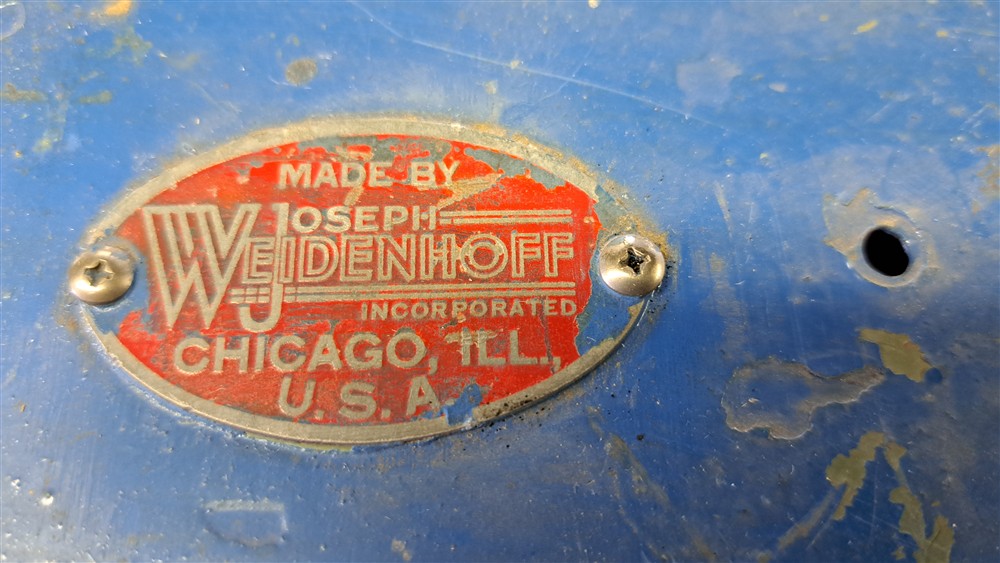 MADE BY
JOSEPH
WEIDENHOFF
INCORPORATED
CHICAGO, ILL.,
U. S. A